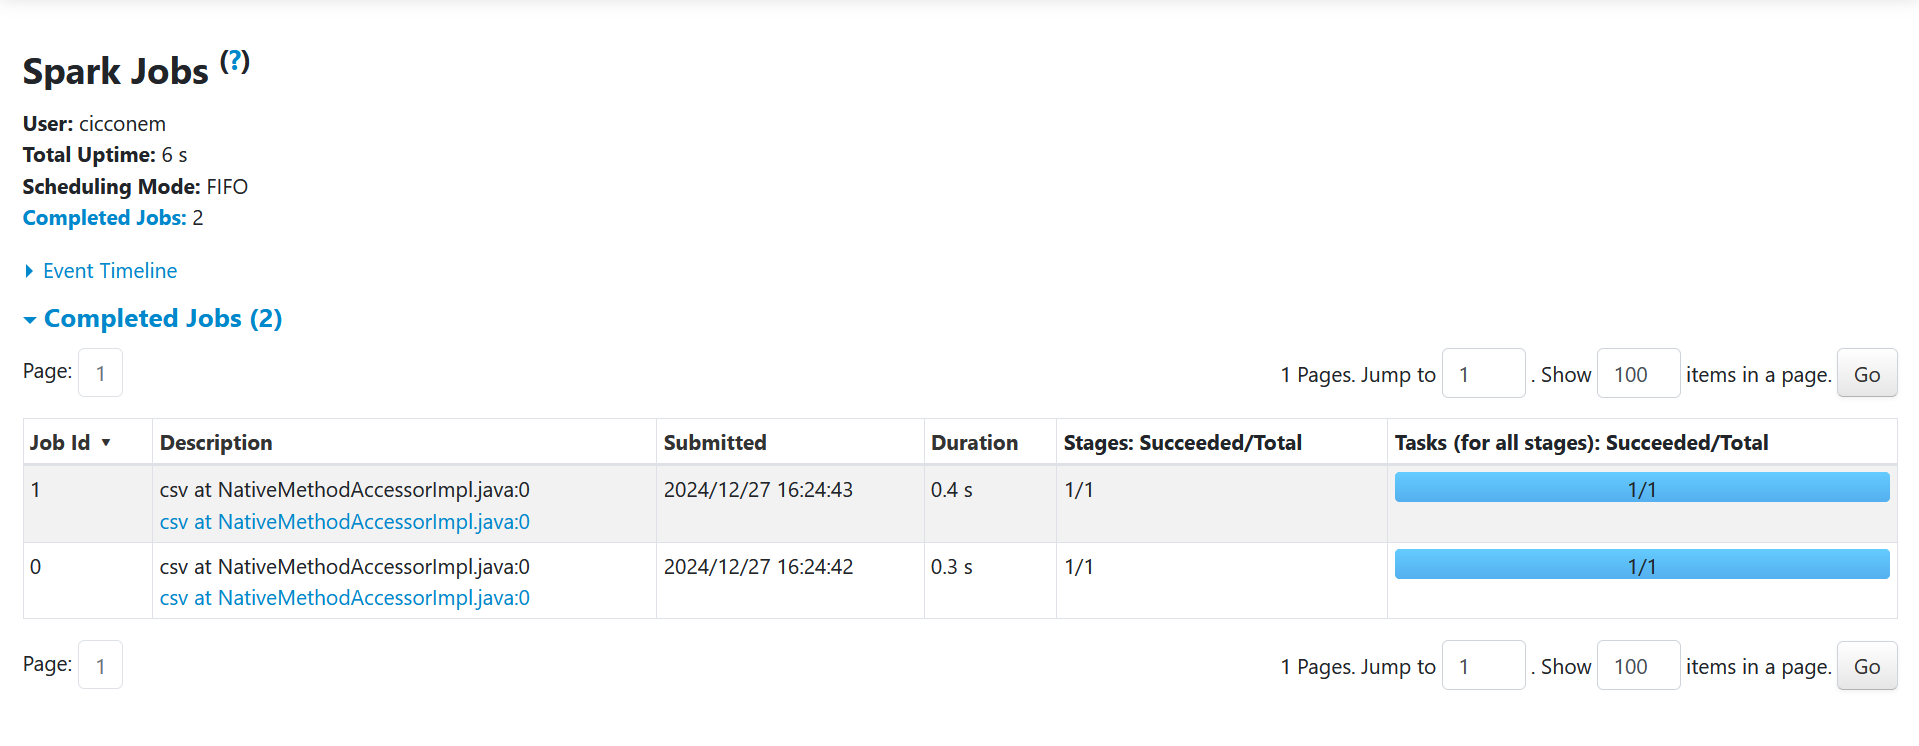 Spark Jobs (?)
User: cicconem
Total Uptime: 6 s
Scheduling Mode: FIFO
Completed Jobs: 2
Event Timeline
Completed Jobs (2)
Page: 1 1 Pages. Jump to 1 . Show 100 items in a page. Go
Job Id ▼ Description Submitted Duration Stages: Succeeded/Total Tasks (for all stages): Succeeded/Total
1 csv at NativeMethodAccessorImpl.java:0 2024/12/27 16:24:43 0.4 s 1/1 1/1
csv at NativeMethodAccessorImpl.java:0
0 csv at NativeMethodAccessorImpl.java:0 2024/12/27 16:24:42 0.3 s 1/1 1/1
csv at NativeMethodAccessorImpl.java:0
Page: 1 1 Pages. Jump to 1 . Show 100 items in a page. Go